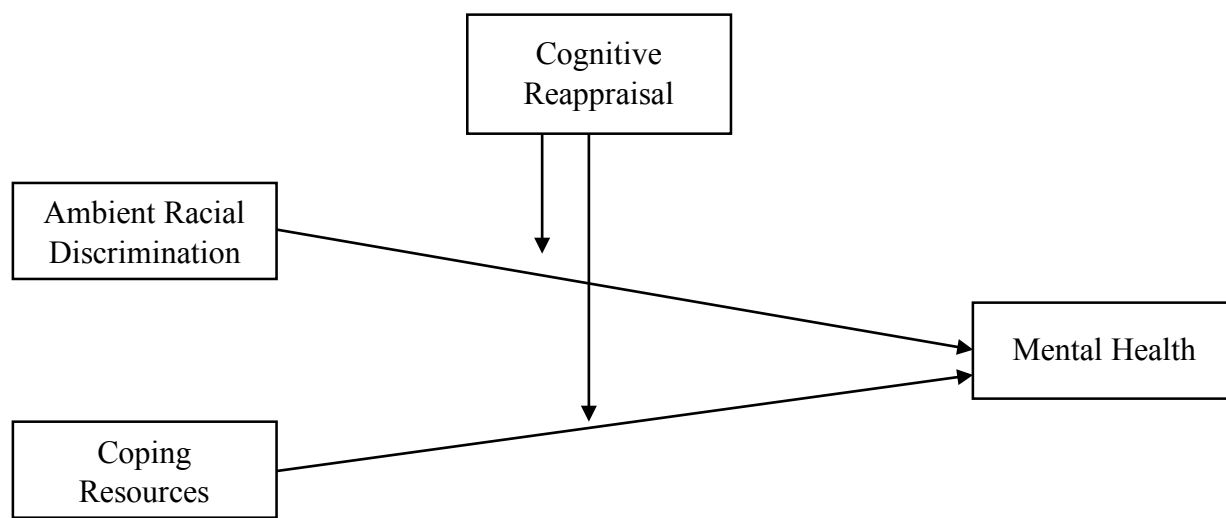 Cognitive
Reappraisal
Ambient Racial
Discrimination
Mental Health
Coping
Resources